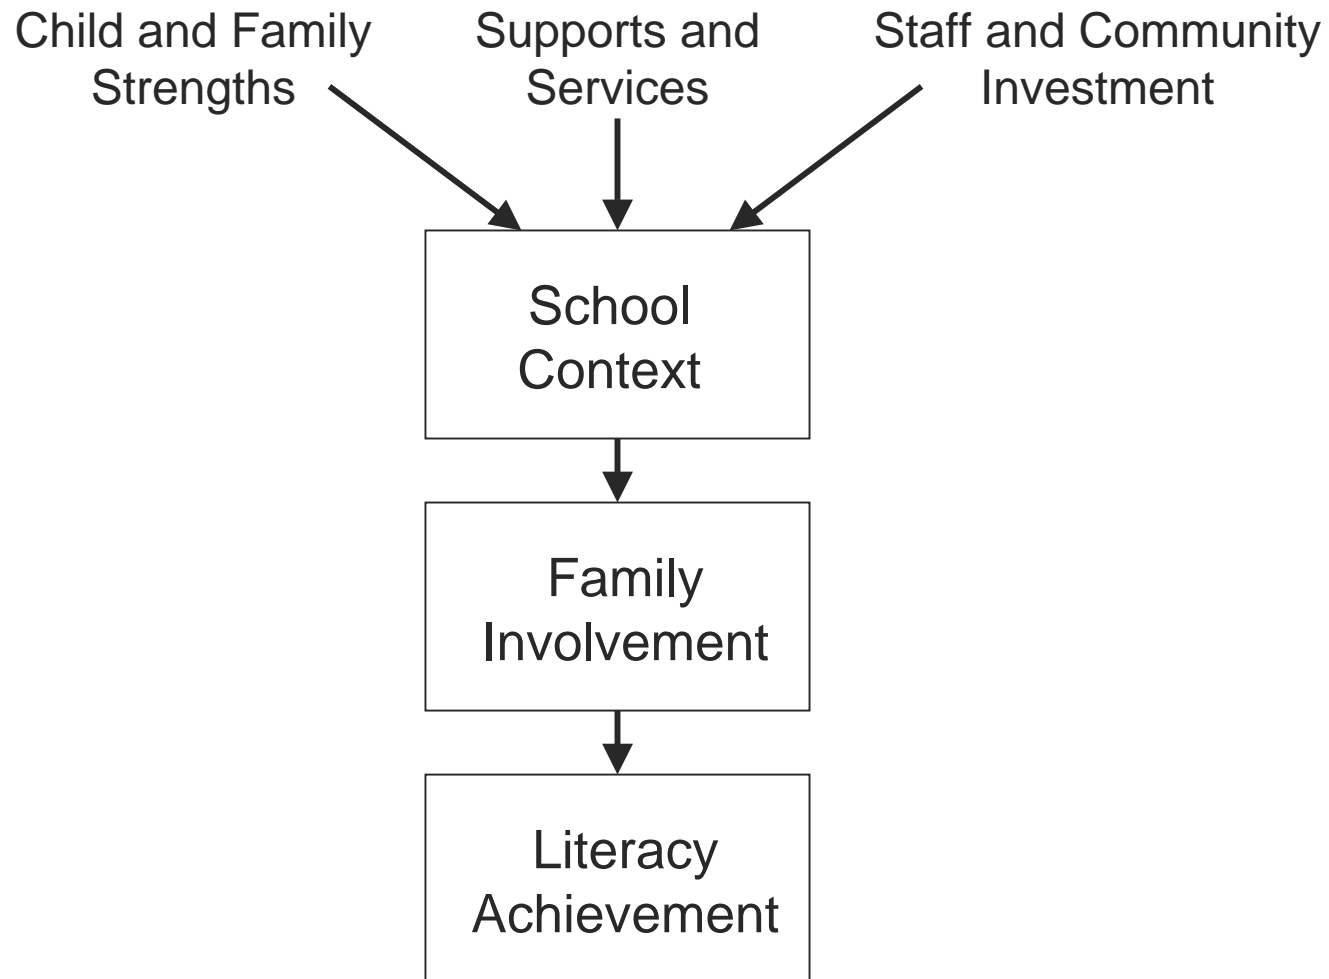 Child and Family
Strengths
Supports and
Services
Staff and Community
Investment
School
Context
Family
Involvement
Literacy
Achievement